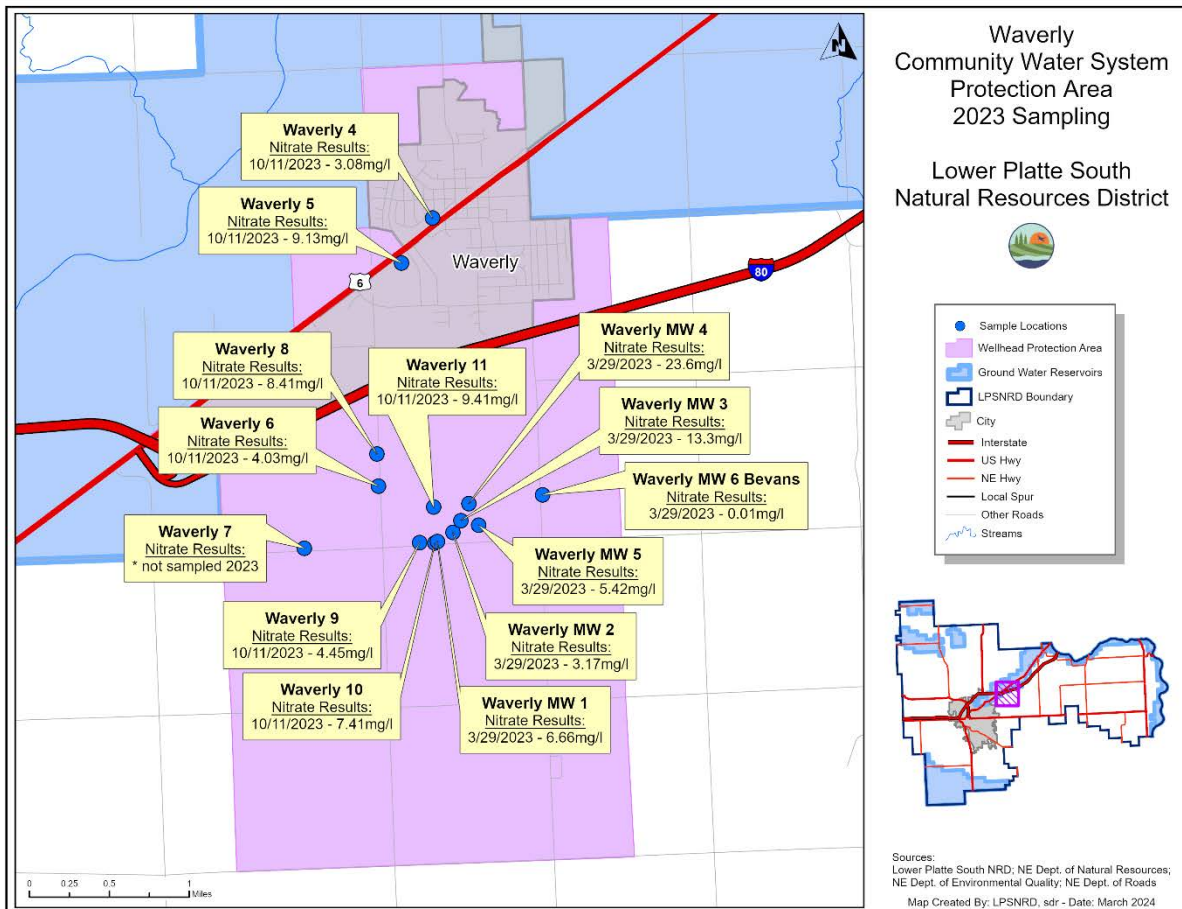 Waverly
Community Water System
Protection Area
2023 Sampling
Lower Platte South
Natural Resources District
N
Waverly 4
Nitrate Results:
10/11/2023 - 3.08mg/l
Waverly 5
Nitrate Results:
10/11/2023 - 9.13mg/l
Waverly
6
80
Waverly 8
Nitrate Results:
10/11/2023 - 8.41mg/l
Waverly 11
Nitrate Results:
10/11/2023 - 9.41mg/l
Waverly MW 4
Nitrate Results:
3/29/2023 - 23.6mg/l
Waverly 6
Nitrate Results:
10/11/2023 - 4.03mg/l
Waverly MW 3
Nitrate Results:
3/29/2023 - 13.3mg/l
Waverly MW 6 Bevans
Nitrate Results:
3/29/2023 - 0.01mg/l
Waverly 7
Nitrate Results:
* not sampled 2023
Waverly MW 5
Nitrate Results:
3/29/2023 - 5.42mg/l
Waverly 9
Nitrate Results:
10/11/2023 - 4.45mg/l
Waverly MW 2
Nitrate Results:
3/29/2023 - 3.17mg/l
Waverly 10
Nitrate Results:
10/11/2023 - 7.41mg/l
Waverly MW 1
Nitrate Results:
3/29/2023 - 6.66mg/l
0 0.25 0.5 1
Miles
Sample Locations
Wellhead Protection Area
Ground Water Reservoirs
LPSNRD Boundary
City
Interstate
US Hwy
NE Hwy
Local Spur
Other Roads
Streams
Sources:
Lower Platte South NRD; NE Dept. of Natural Resources;
NE Dept. of Environmental Quality; NE Dept. of Roads
Map Created By: LPSNRD, sdr - Date: March 2024